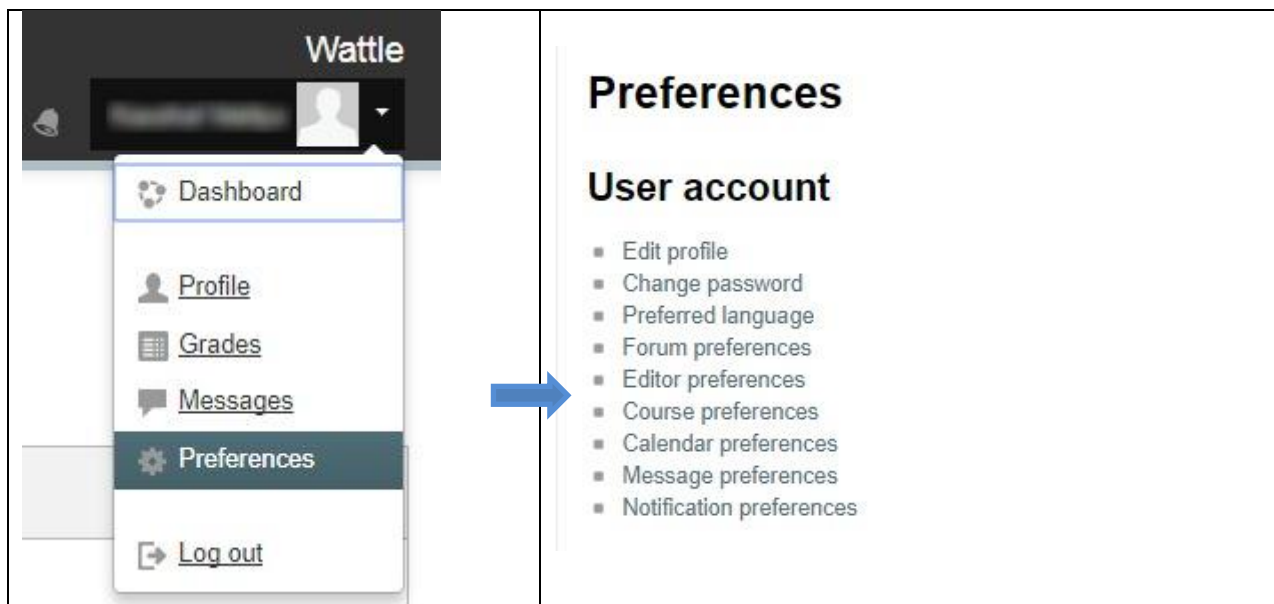 Wattle
Dashboard
Profile
Grades
Messages
Preferences
Log out
Preferences
User account
Edit profile
Change password
Preferred language
Forum preferences
Editor preferences
Course preferences
Calendar preferences
Message preferences
Notification preferences